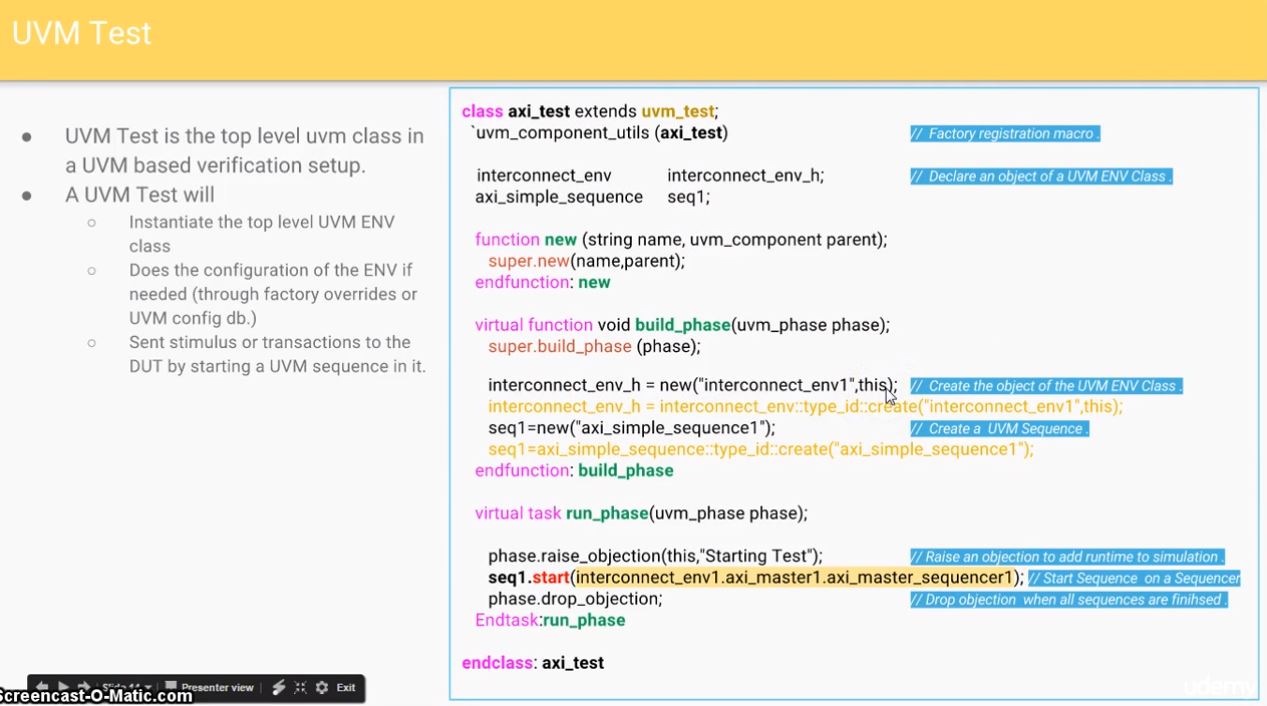 UVM Test
● UVM Test is the top level uvm class in
a UVM based verification setup.
● A UVM Test will
○ Instantiate the top level UVM ENV
class
○ Does the configuration of the ENV if
needed (through factory overrides or
UVM config db.)
○ Sent stimulus or transactions to the
DUT by starting a UVM sequence in it.
class axi_test extends uvm_test;
`uvm_component_utils (axi_test) // Factory registration macro .
interconnect_env interconnect_env_h; // Declare an object of a UVM ENV Class .
axi_simple_sequence seq1;
function new (string name, uvm_component parent);
super.new(name,parent);
endfunction: new
virtual function void build_phase(uvm_phase phase);
super.build_phase (phase);
interconnect_env_h = new("interconnect_env1",this); // Create the object of the UVM ENV Class .
interconnect_env_h = interconnect_env::type_id::create("interconnect_env1",this);
seq1=new("axi_simple_sequence1"); // Create a UVM Sequence .
seq1=axi_simple_sequence::type_id::create("axi_simple_sequence1");
endfunction: build_phase
virtual task run_phase(uvm_phase phase);
phase.raise_objection(this,"Starting Test"); // Raise an objection to add runtime to simulation .
seq1.start(interconnect_env1.axi_master1.axi_master_sequencer1); // Start Sequence on a Sequencer
phase.drop_objection; // Drop objection when all sequences are finihsed .
Endtask:run_phase
endclass: axi_test
Presenter view Exit
Screencast-O-Matic.com
udemy